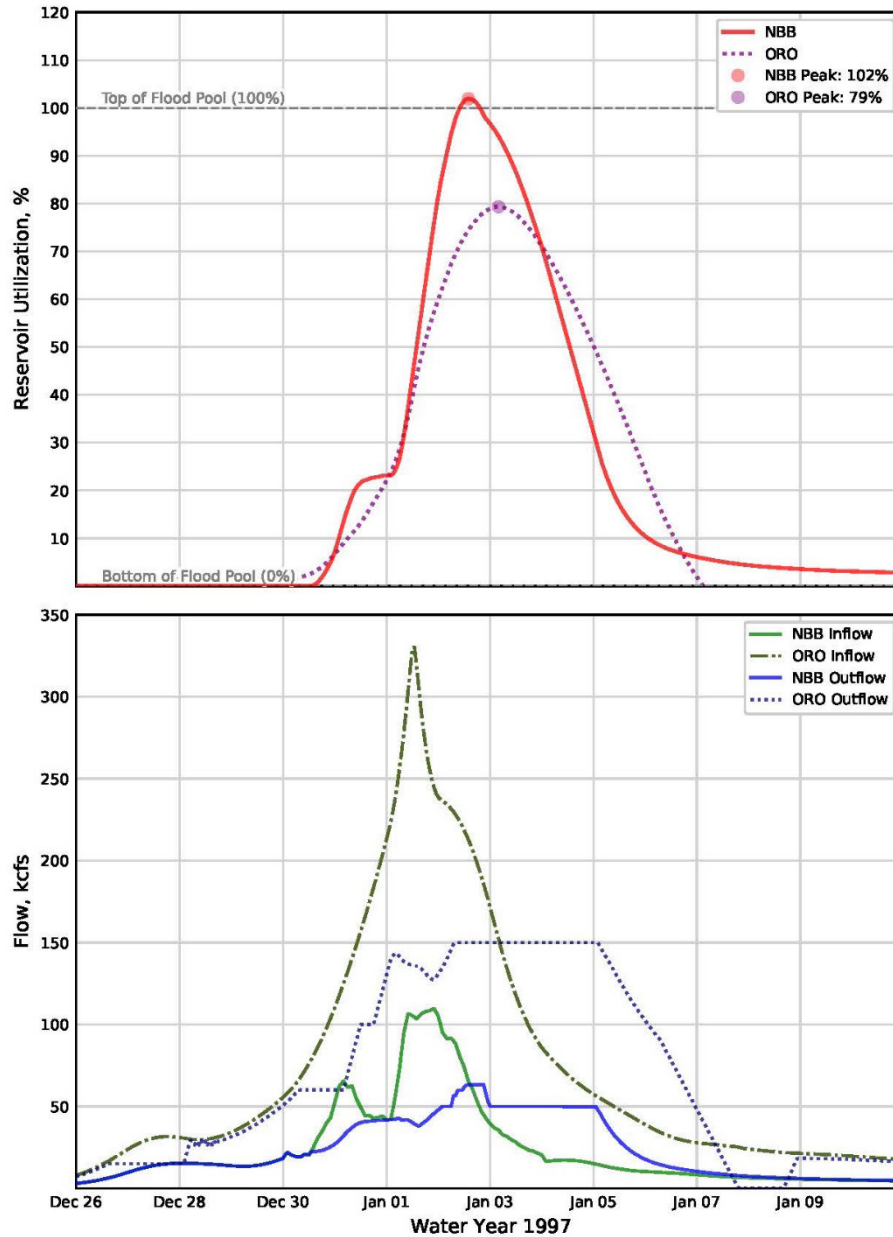 120
110
100
90
80
70
60
50
40
30
20
10
Reservoir Utilization, %
Top of Flood Pool (100%)
Bottom of Flood Pool (0%)
NBB
ORO
NBB Peak: 102%
ORO Peak: 79%
350
300
250
200
150
100
50
Flow, kcfs
NBB Inflow
ORO Inflow
NBB Outflow
ORO Outflow
Dec 26 Dec 28 Dec 30 Jan 01 Jan 03 Jan 05 Jan 07 Jan 09
Water Year 1997